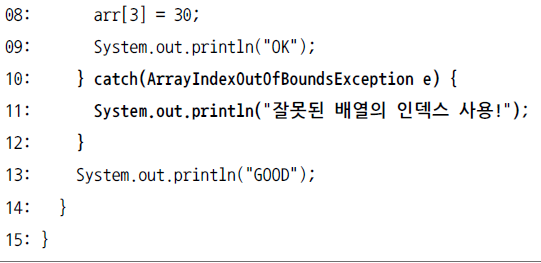 08:       arr[3] = 30;
09:       System.out.println("OK");
10:     } catch(ArrayIndexOutOfBoundsException e) {
11:       System.out.println("잘못된 배열의 인덱스 사용!");
12:     }
13:     System.out.println("GOOD");
14:   }
15: }